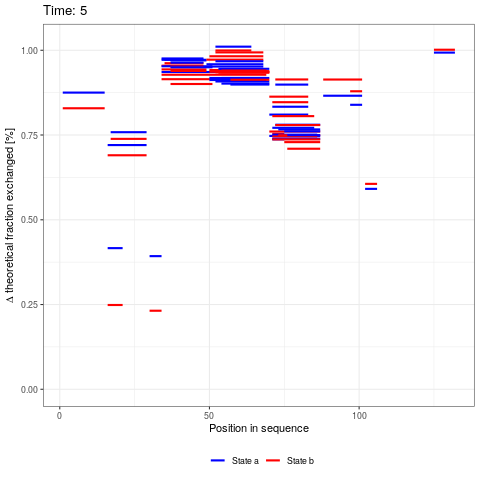 Time: 5
Δ theoretical fraction exchanged [%]
1.00
0.75
0.50
0.25
0.00
0
50
100
Position in sequence
State a
State b